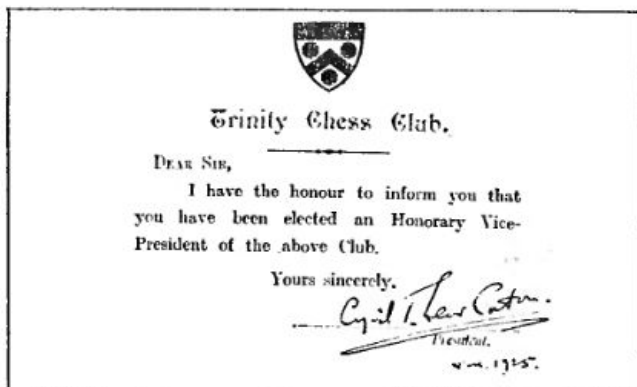 Trinity Chess Club.
DEAR SIR,
I have the honour to inform you that
you have been elected an Honorary Vice-
President of the above Club.
Yours sincerely.
Cyril T.
President.
1925.